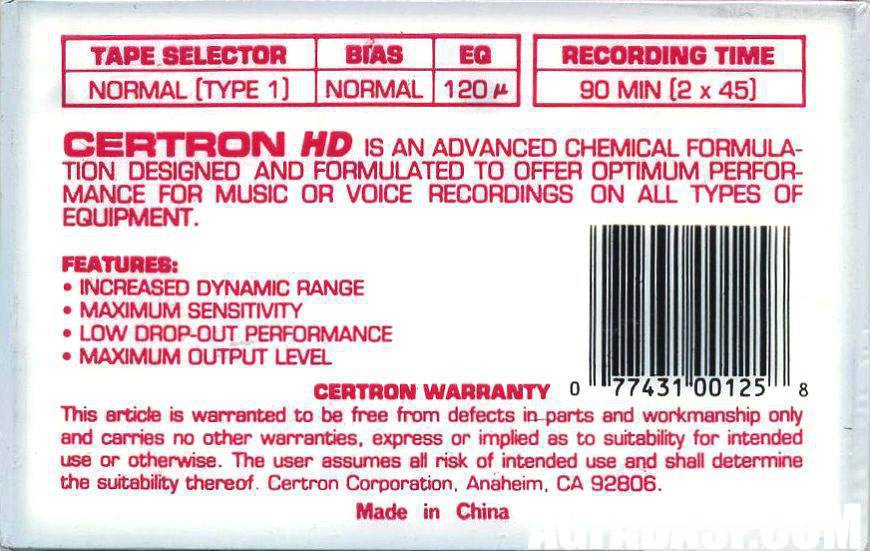 TAPE SELECTOR BIAS EQ RECORDING TIME
NORMAL (TYPE 1) NORMAL 120 µ 90 MIN (2 x 45)
CERTRON HD IS AN ADVANCED CHEMICAL FORMULA-
TION DESIGNED AND FORMULATED TO OFFER OPTIMUM PERFOR-
MANCE FOR MUSIC OR VOICE RECORDINGS ON ALL TYPES OF
EQUIPMENT.
FEATURES:
• INCREASED DYNAMIC RANGE
• MAXIMUM SENSITIVITY
• LOW DROP-OUT PERFORMANCE
• MAXIMUM OUTPUT LEVEL
0 77431 00125 8
CERTRON WARRANTY
This article is warranted to be free from defects in parts and workmanship only
and carries no other warranties, express or implied as to suitability for intended
use or otherwise. The user assumes all risk of intended use and shall determine
the suitability thereof. Certron Corporation, Anaheim, CA 92806.
Made in China